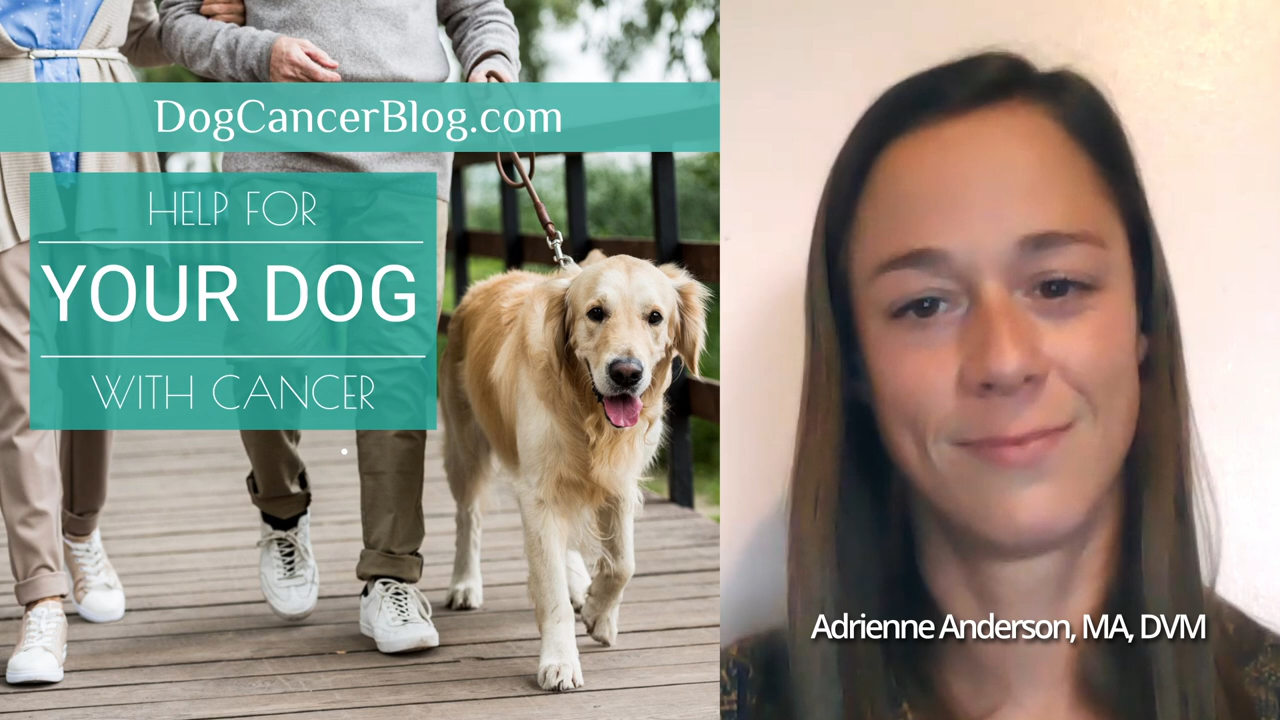 DogCancerBlog.com
HELP FOR
YOUR DOG
WITH CANCER
Adrienne Anderson, MA, DVM